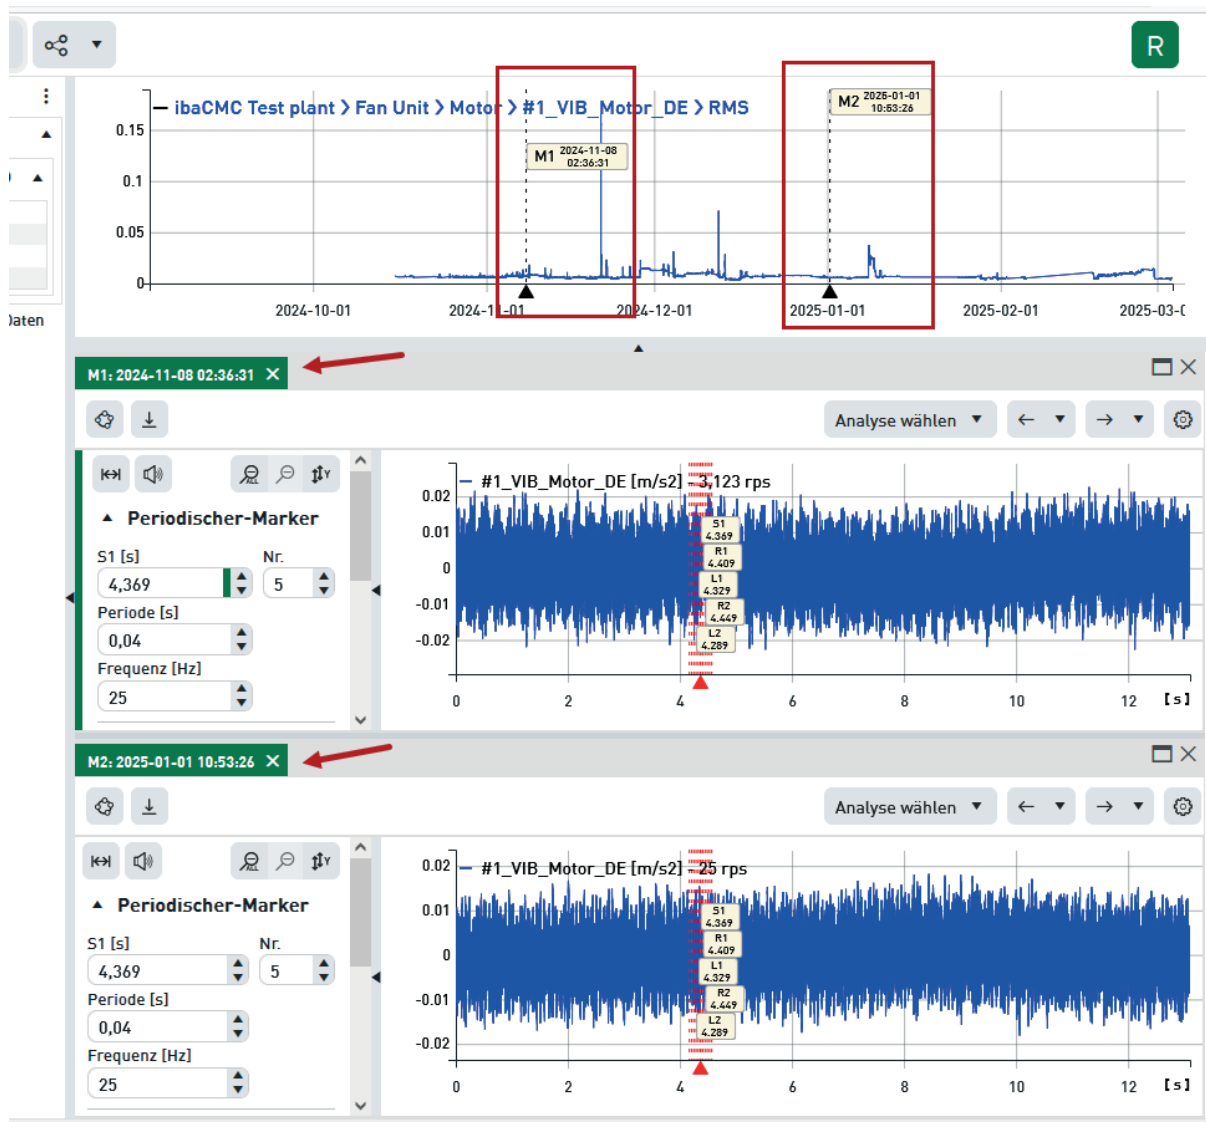 R
ibaCMC Test plant > Fan Unit > Motor > #1_VIB_Motor_DE > RMS
M2 2025-01-01
10:53:26
0.15
M1 2024-11-08
02:36:31
0.1
0.05
0
2024-10-01 2024-11-01 2024-12-01 2025-01-01 2025-02-01
Daten
M1: 2024-11-08 02:36:31
Analyse wählen
ALL
Y
#1_VIB_Motor_DE [m/s2] - 3,123 rps
Periodischer-Marker
S1 [s] Nr.
4,369 5
Periode [s]
0,04
Frequenz [Hz]
25
0.02
0.01
0
-0.01
-0.02
S1
4.369
R1
4.409
L1
4.329
R2
4.449
L2
4.289
0 2 4 6 8 10 12 [s]
M2: 2025-01-01 10:53:26
Analyse wählen
ALL
Y
#1_VIB_Motor_DE [m/s2] - 25 rps
Periodischer-Marker
S1 [s] Nr.
4,369 5
Periode [s]
0,04
Frequenz [Hz]
25
0.02
0.01
0
-0.01
-0.02
S1
4.369
R1
4.409
L1
4.329
R2
4.449
L2
4.289
0 2 4 6 8 10 12 [s]